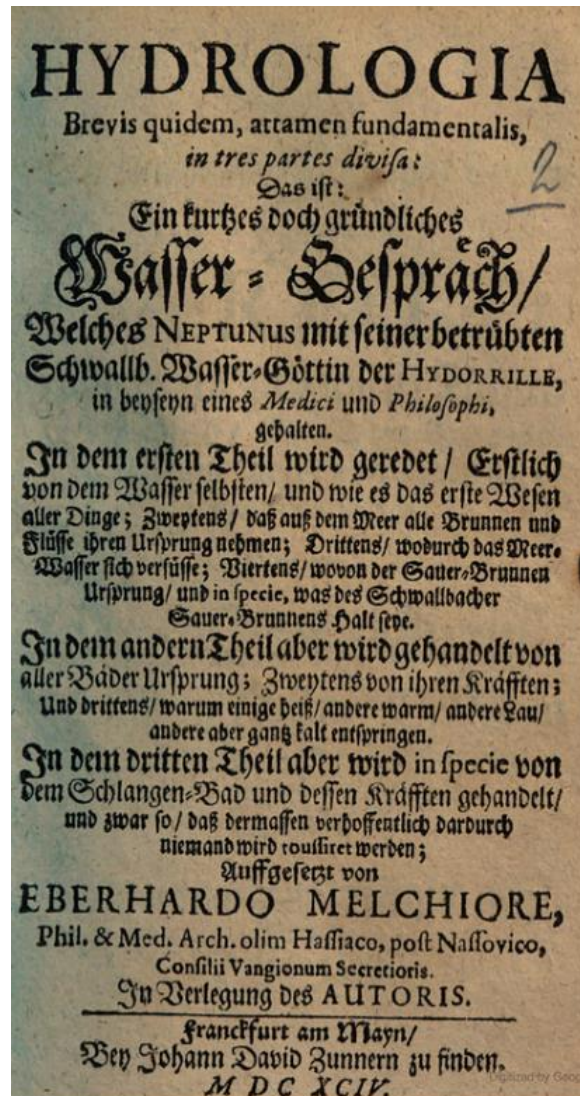 HYDROLOGIA
Brevis quidem, attamen fundamentalis,
in tres partes divisa:
2
Das ist:
Ein kurtzes doch gründliches
Wasser-Gespräch/
Welches NEPTUNUS mit seiner betrübten
Schwallb. Wasser-Göttin der HYDORRILLE,
in beyseyn eines Medici und Philosophi,
gehalten.
In dem ersten Theil wird geredet / Erstlich
von dem Wasser selbsten/ und wie es das erste Wesen
aller Dinge; Zweytens/ daß auß dem Meer alle Brunnen und
Flüsse ihren Ursprung nehmen; Drittens/ wodurch das Meer-
Wasser sich versüsse; Viertens/ wovon der Sauer-Brunnen
Ursprung/ und in specie, was des Schwallbacher
Sauer-Brunnens Halt seye.
In dem andern Theil aber wird gehandelt von
aller Bäder Ursprung; Zweytens von ihren Kräfften;
Und drittens/ warum einige heiß/ andere warm/ andere Lau/
andere aber gantz kalt entspringen.
In dem dritten Theil aber wird in specie von
dem Schlangen-Bad und dessen Kräfften gehandelt/
und zwar so/ daß dermassen verhoffentlich dardurch
niemand wird toussiret werden;
Auffgesetzt von
EBERHARDO MELCHIORE,
Phil. & Med. Arch. olim Hassiaco, post Nassovico,
Consilii Vangionum Secretioris.
In Verlegung des AUTORIS.
Franckfurt am Mayn/
Bey Johann David Zunnern zu finden.
M D C XCIV.
Digitized by Goo